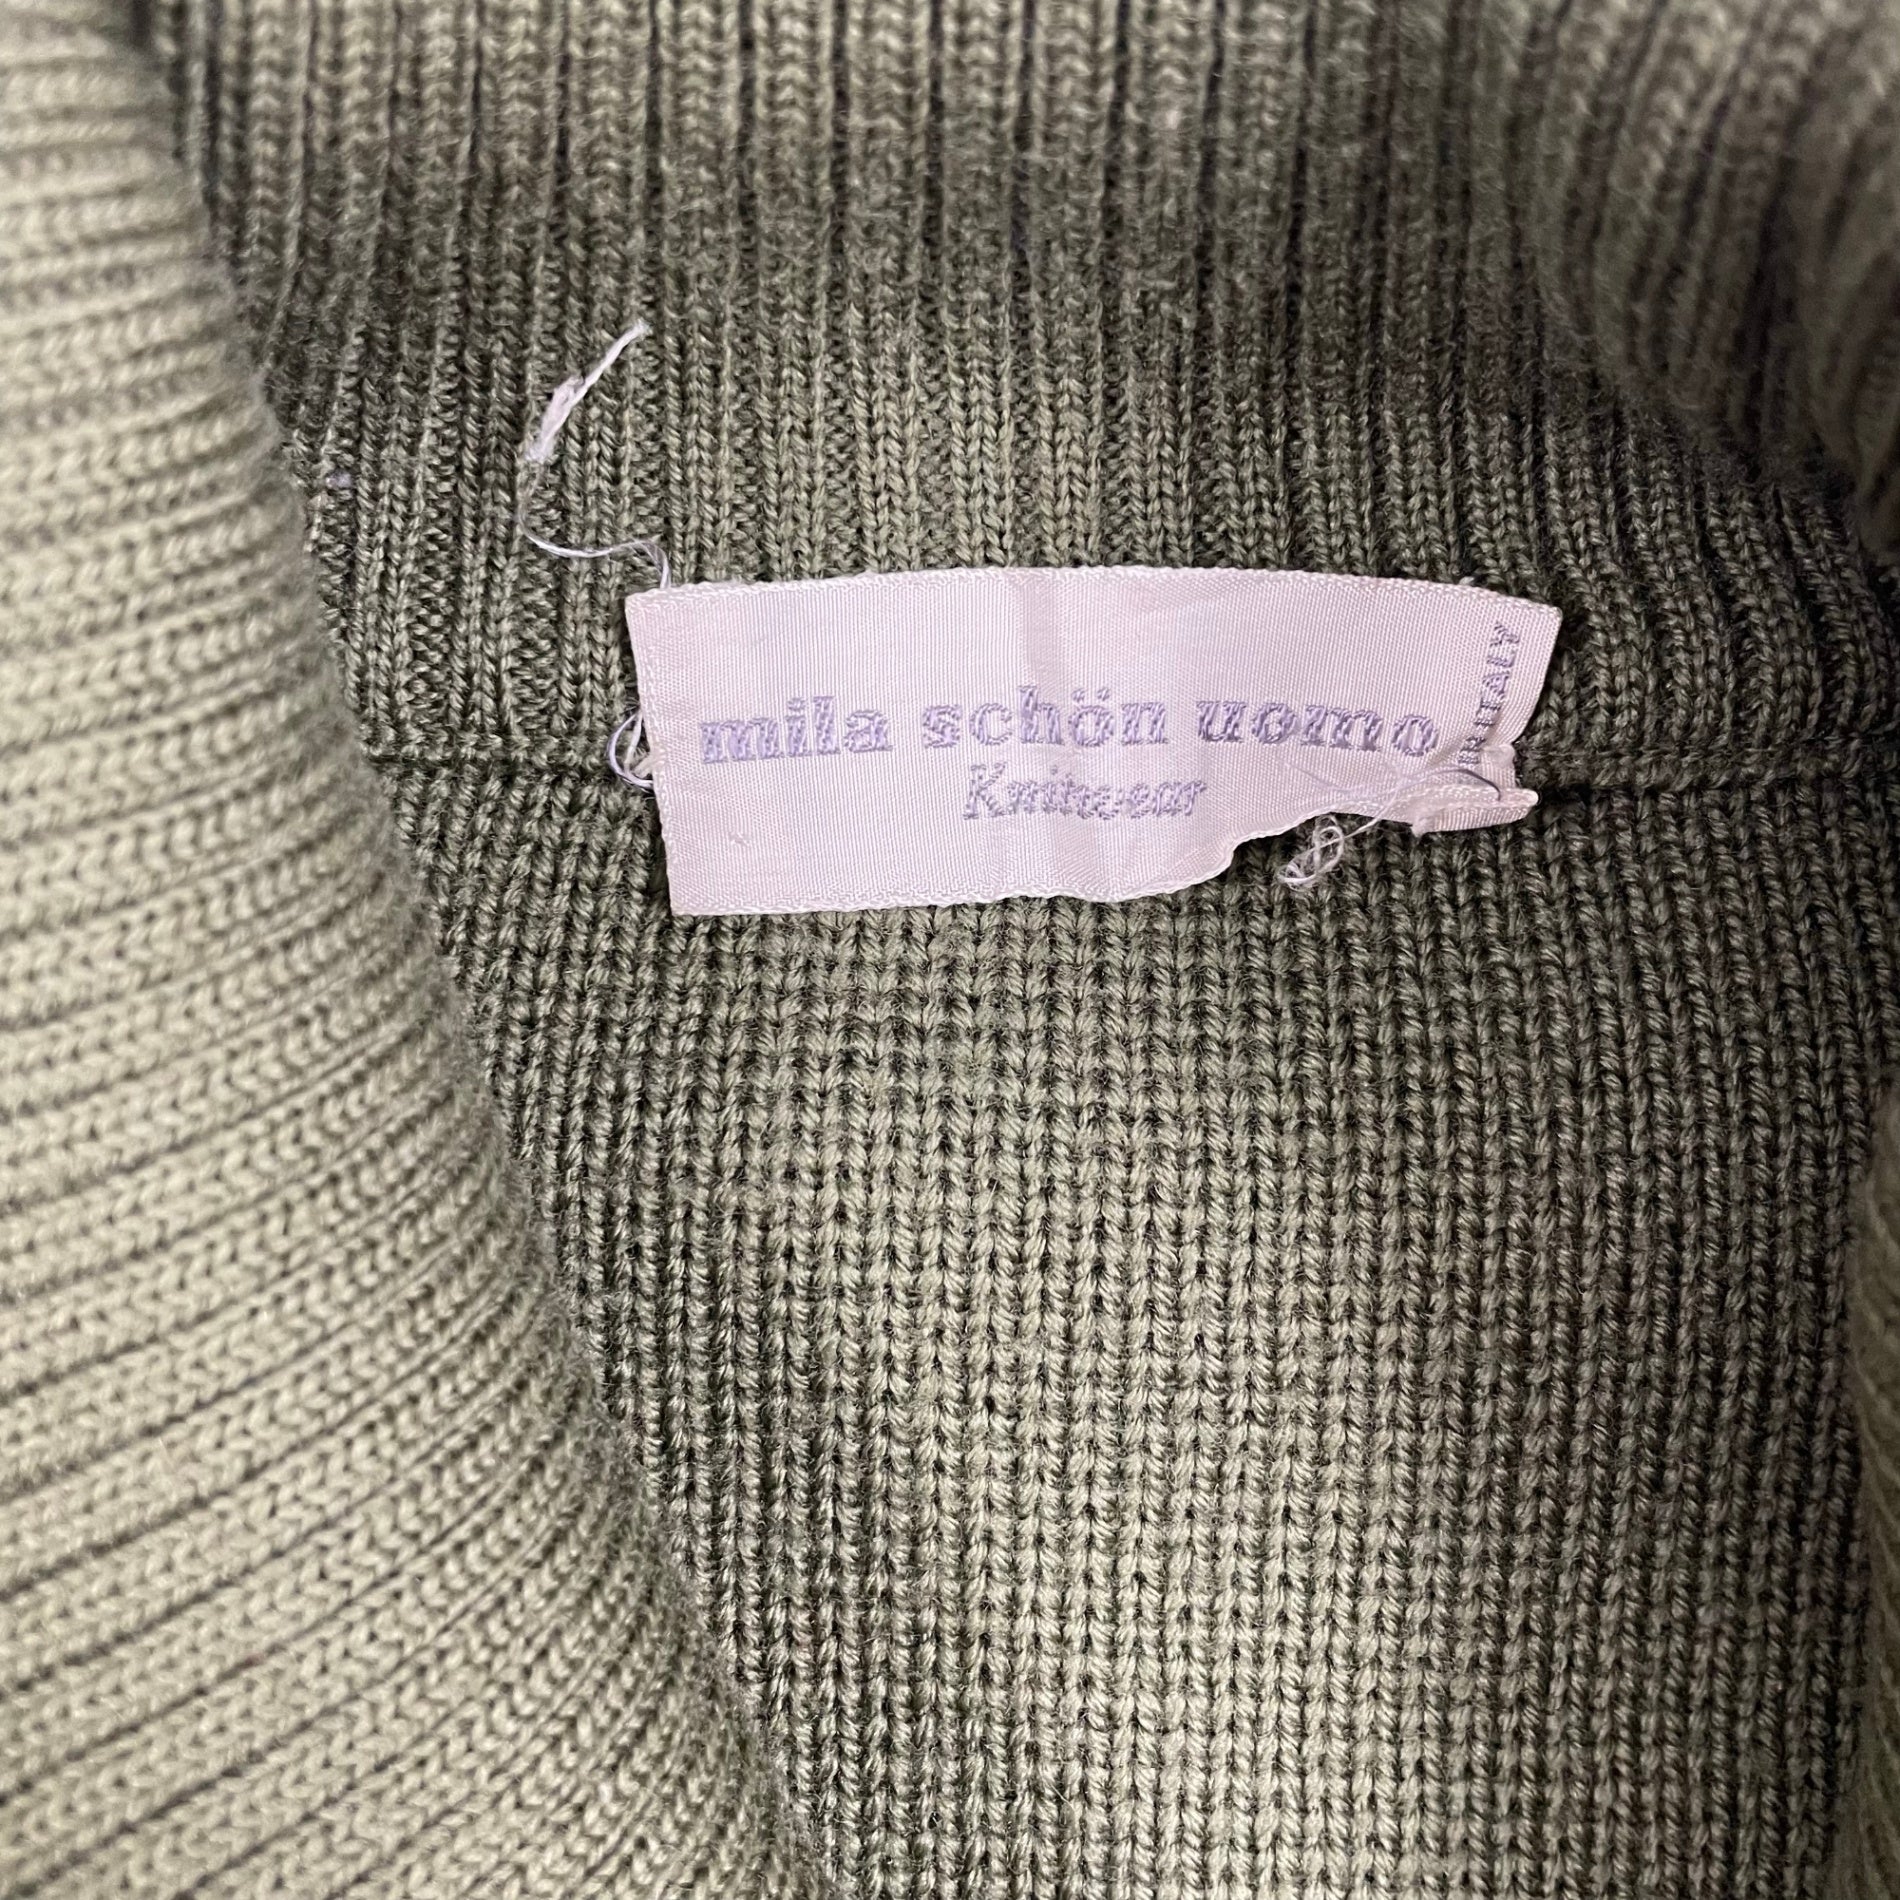 mila schön uomo
Knitwear
ITALY